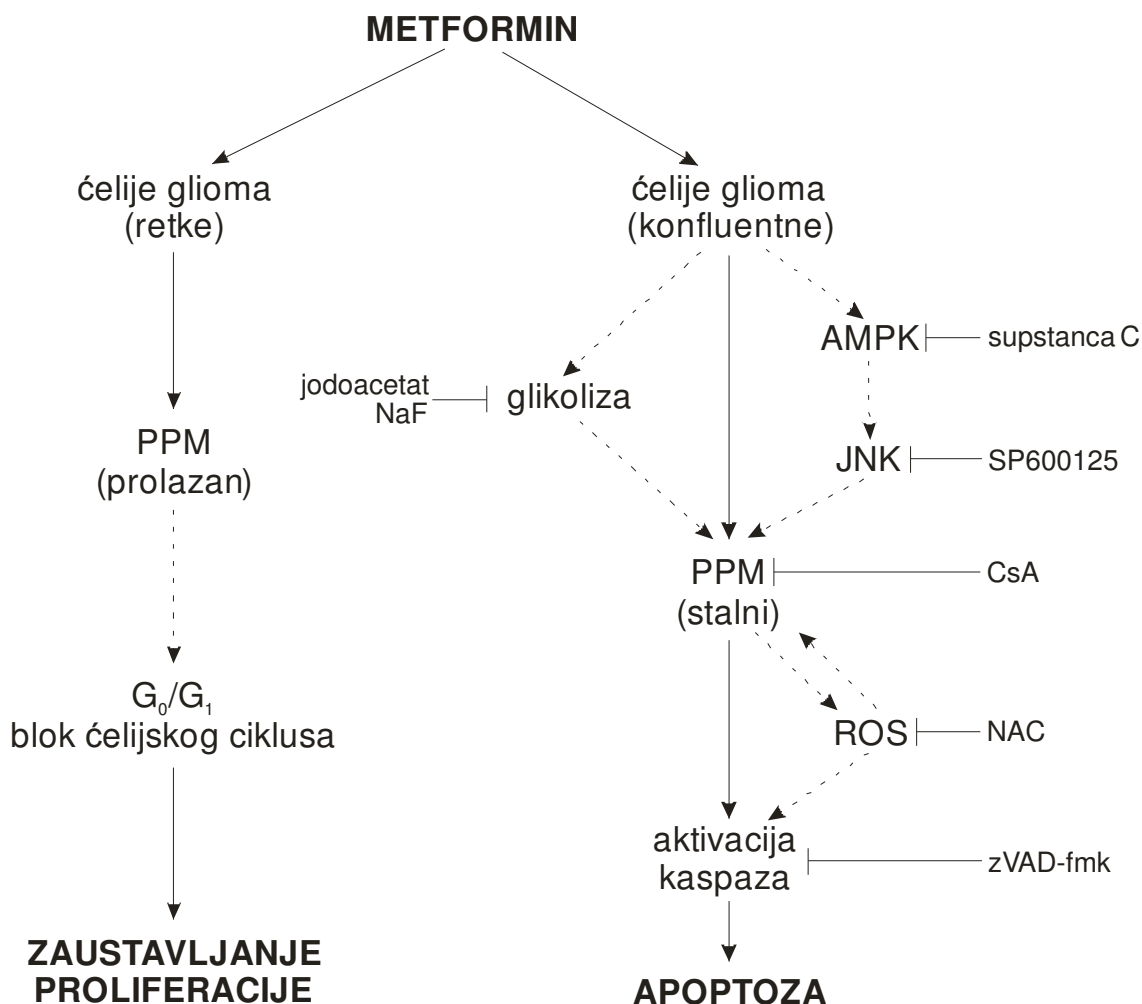 METFORMIN
ćelije glioma
(retke)
ćelije glioma
(konfluentne)
AMPK
supstanca C
jodoacetat
NaF
glikoliza
PPM
(prolazan)
JNK
SP600125
PPM
(stalni)
CsA
G₀/G₁
blok ćelijskog ciklusa
ROS
NAC
aktivacija
kaspaza
zVAD-fmk
ZAUSTAVLJANJE
PROLIFERACIJE
APOPTOZA